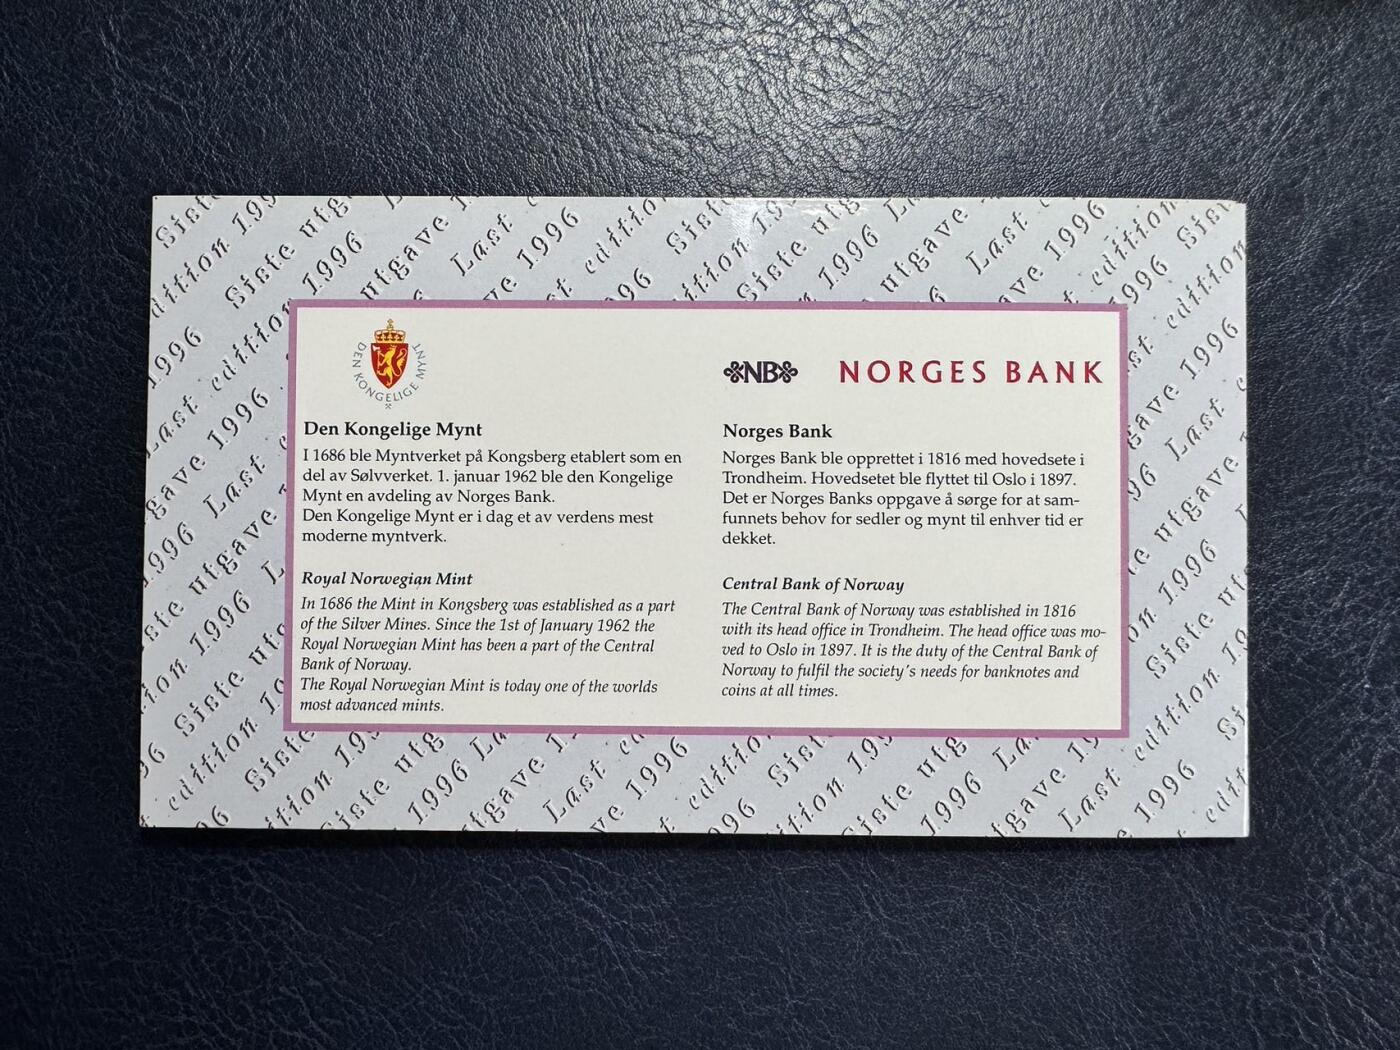 DEN KONGELIGE MYNT
Den Kongelige Mynt
I 1686 ble Myntverket på Kongsberg etablert som en
del av Sølvverket. 1. januar 1962 ble den Kongelige
Mynt en avdeling av Norges Bank.
Den Kongelige Mynt er i dag et av verdens mest
moderne myntverk.
Royal Norwegian Mint
In 1686 the Mint in Kongsberg was established as a part
of the Silver Mines. Since the 1st of January 1962 the
Royal Norwegian Mint has been a part of the Central
Bank of Norway.
The Royal Norwegian Mint is today one of the worlds
most advanced mints.
NB NORGES BANK
Norges Bank
Norges Bank ble opprettet i 1816 med hovedsete i
Trondheim. Hovedsetet ble flyttet til Oslo i 1897.
Det er Norges Banks oppgave å sørge for at sam-
funnets behov for sedler og mynt til enhver tid er
dekket.
Central Bank of Norway
The Central Bank of Norway was established in 1816
with its head office in Trondheim. The head office was mo-
ved to Oslo in 1897. It is the duty of the Central Bank of
Norway to fulfil the society's needs for banknotes and
coins at all times.
Siste utgave 1996
Last edition 1996